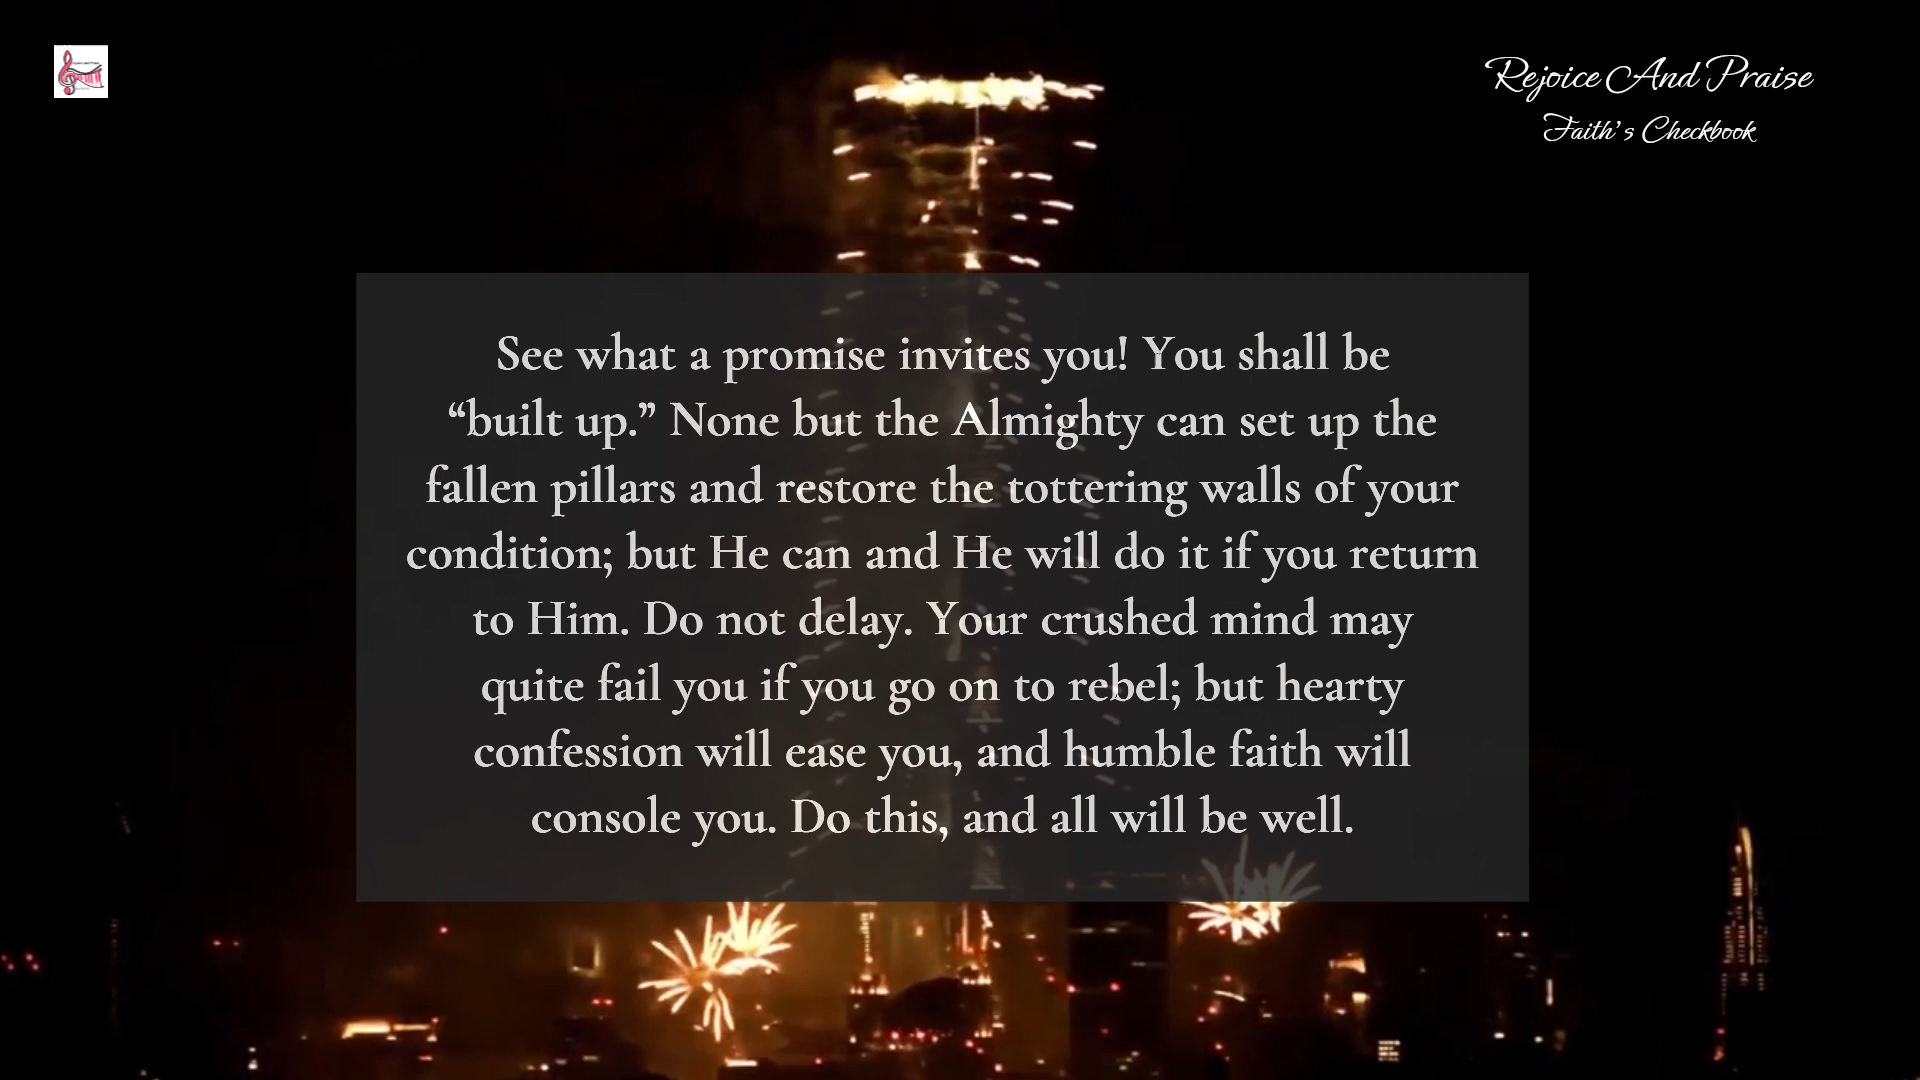 Rejoice And Praise
Faith's Checkbook
See what a promise invites you! You shall be
“built up.” None but the Almighty can set up the
fallen pillars and restore the tottering walls of your
condition; but He can and He will do it if you return
to Him. Do not delay. Your crushed mind may
quite fail you if you go on to rebel; but hearty
confession will ease you, and humble faith will
console you. Do this, and all will be well.